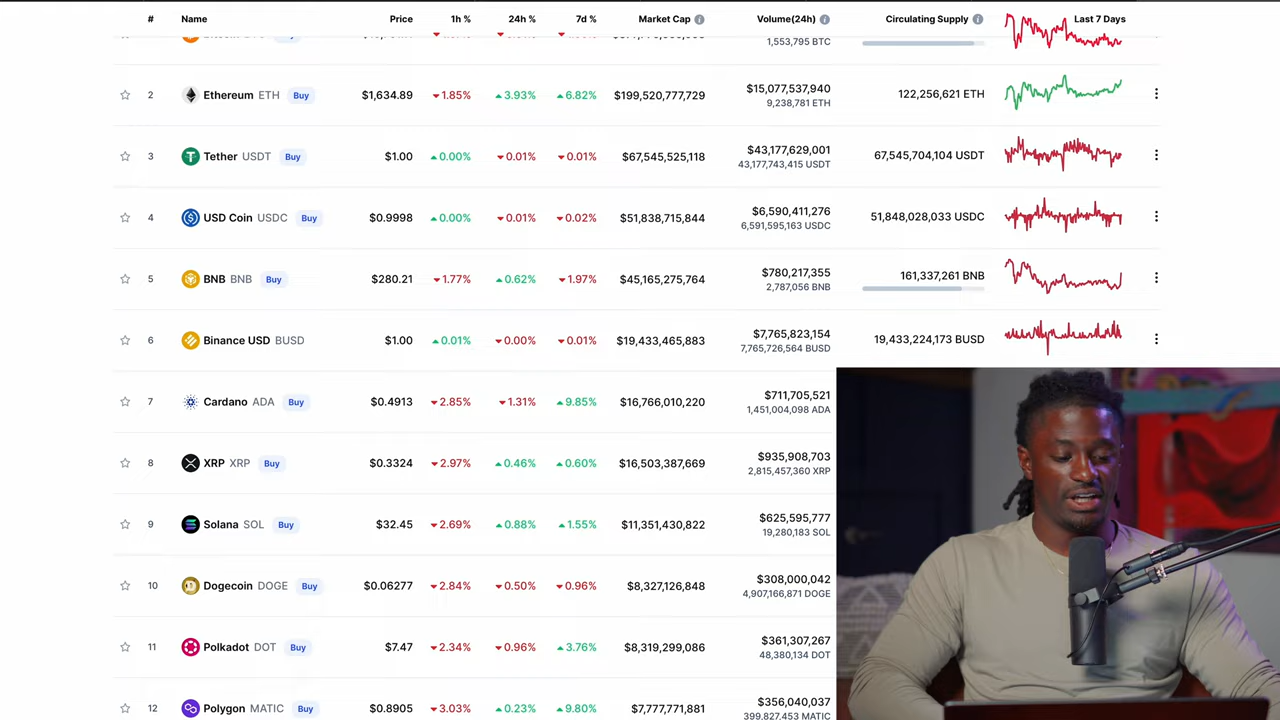 # Name Price 1h % 24h % 7d % Market Cap Volume(24h) Circulating Supply Last 7 Days
1,553,795 BTC
2 Ethereum ETH Buy $1,634.89 1.85% 3.93% 6.82% $199,520,777,729 $15,077,537,940 122,256,621 ETH
9,238,781 ETH
3 Tether USDT Buy $1.00 0.00% 0.01% 0.01% $67,545,525,118 $43,177,629,001 67,545,704,104 USDT
43,177,743,415 USDT
4 USD Coin USDC Buy $0.9998 0.00% 0.01% 0.02% $51,838,715,844 $6,590,411,276 51,848,028,033 USDC
6,591,595,163 USDC
5 BNB BNB Buy $280.21 1.77% 0.62% 1.97% $45,165,275,764 $780,217,355 161,337,261 BNB
2,787,056 BNB
6 Binance USD BUSD $1.00 0.01% 0.00% 0.01% $19,433,465,883 $7,765,823,154 19,433,224,173 BUSD
7,765,726,564 BUSD
7 Cardano ADA Buy $0.4913 2.85% 1.31% 9.85% $16,766,010,220 $711,705,521
1,451,004,098 ADA
8 XRP XRP Buy $0.3324 2.97% 0.46% 0.60% $16,503,387,669 $935,908,703
2,815,457,360 XRP
9 Solana SOL Buy $32.45 2.69% 0.88% 1.55% $11,351,430,822 $625,595,777
19,280,183 SOL
10 Dogecoin DOGE Buy $0.06277 2.84% 0.50% 0.96% $8,327,126,848 $308,000,042
4,907,166,871 DOGE
11 Polkadot DOT Buy $7.47 2.34% 0.96% 3.76% $8,319,299,086 $361,307,267
48,380,134 DOT
12 Polygon MATIC Buy $0.8905 3.03% 0.23% 9.80% $7,777,771,881 $356,040,037
399,827,453 MATIC